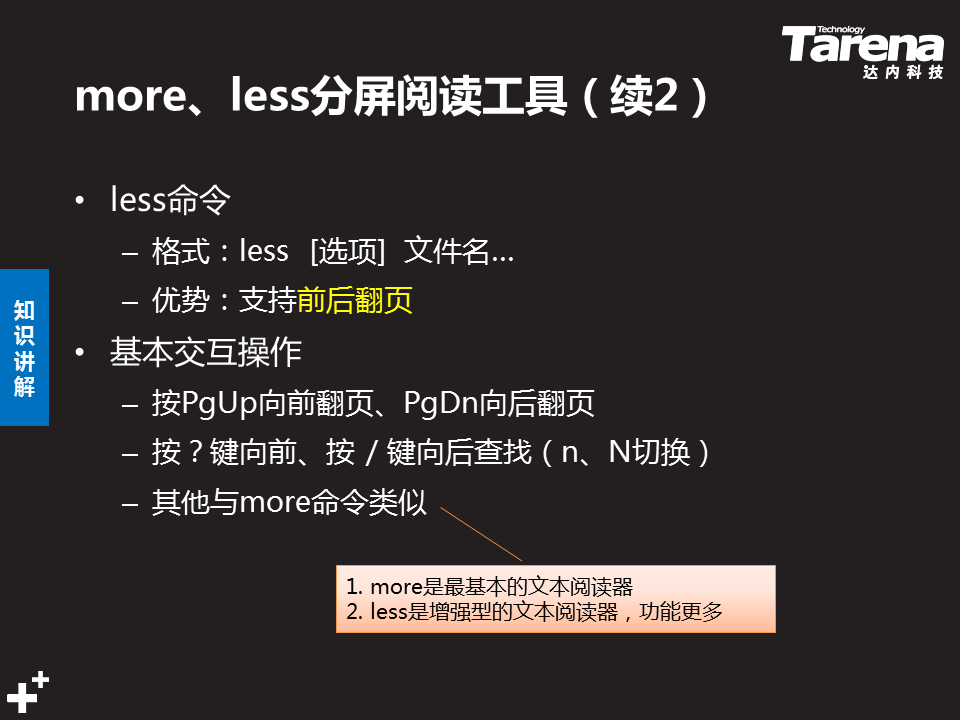 Technology
Tarena
达内科技
more、less分屏阅读工具（续2）
• less命令
– 格式：less [选项] 文件名…
– 优势：支持前后翻页
• 基本交互操作
– 按PgUp向前翻页、PgDn向后翻页
– 按？键向前、按 / 键向后查找（n、N切换）
– 其他与more命令类似
知识讲解
1. more是最基本的文本阅读器
2. less是增强型的文本阅读器，功能更多